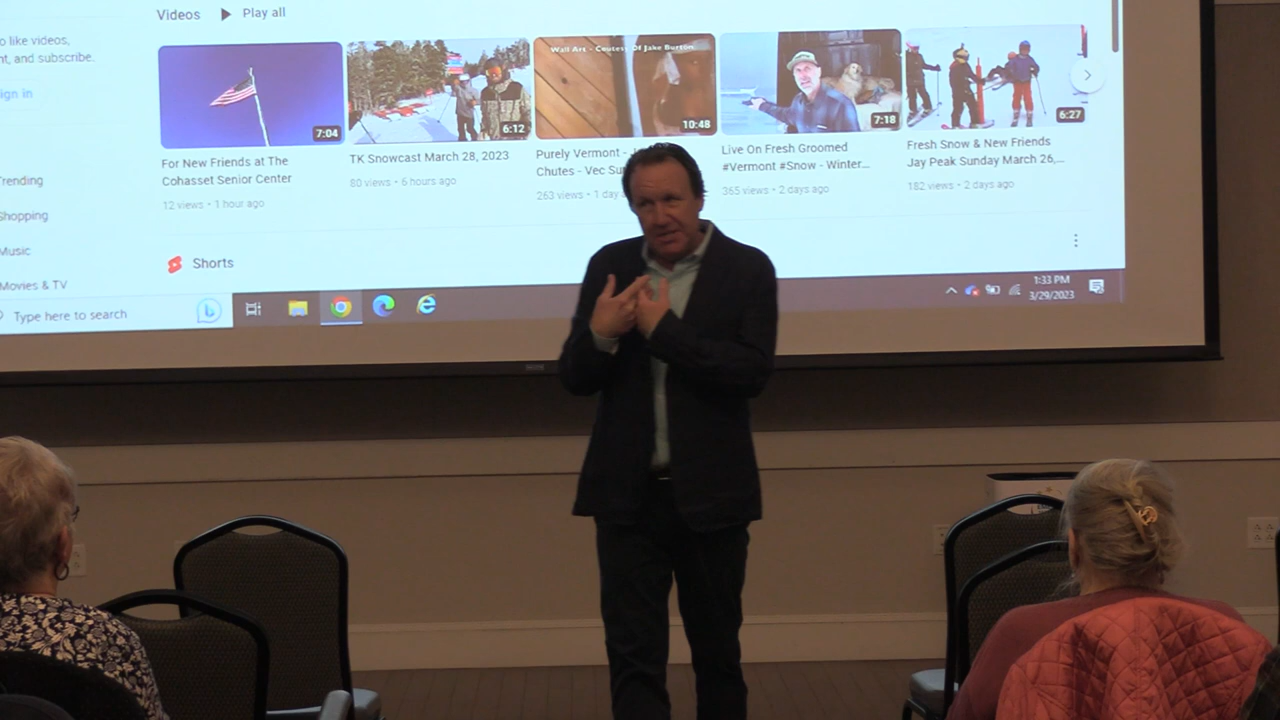 Videos
Play all
o like videos,
nt, and subscribe.
ign in
Wall Art - Coutesy Of Jake Burton
7:04
6:12
10:48
7:18
6:27
For New Friends at The
Cohasset Senior Center
12 views • 1 hour ago
TK Snowcast March 28, 2023
80 views • 6 hours ago
Purely Vermont - J
Chutes - Vec Su
263 views • 1 day
Live On Fresh Groomed
#Vermont #Snow - Winter...
365 views • 2 days ago
Fresh Snow & New Friends
Jay Peak Sunday March 26,...
182 views • 2 days ago
Trending
Shopping
Music
Movies & TV
Shorts
Type here to search
1:33 PM
3/29/2023